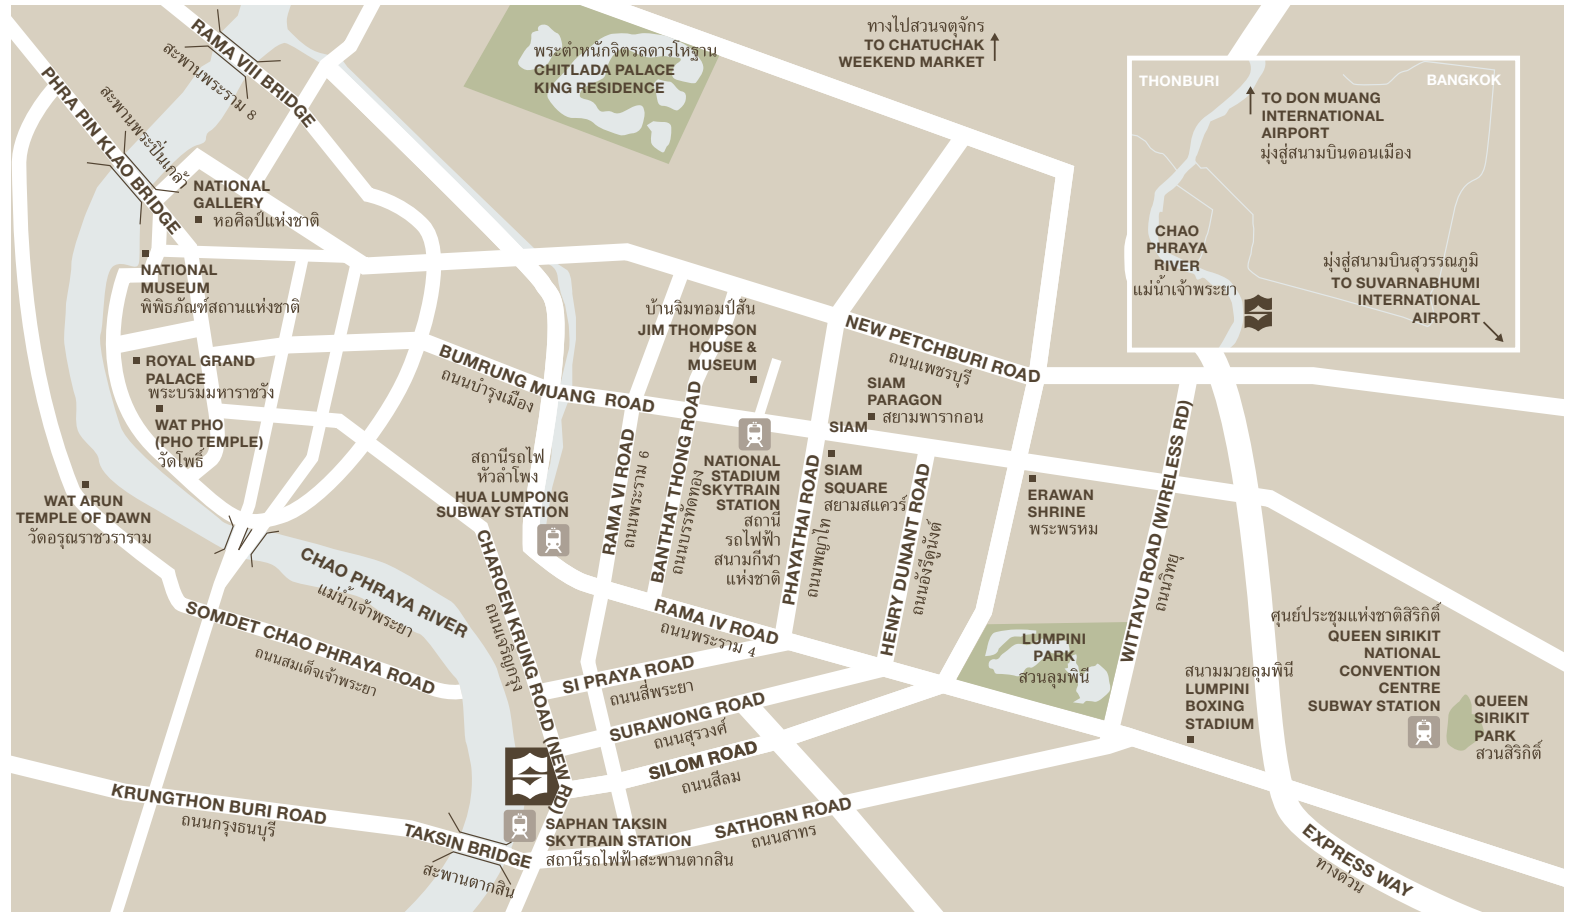 RAMA VIII BRIDGE
สะพานพระราม 8
PHRA PIN KLAO BRIDGE
สะพานพระปิ่นเกล้า
พระตำหนักจิตรลดารโหฐาน
CHITLADA PALACE
KING RESIDENCE
ทางไปสวนจตุจักร
TO CHATUCHAK
WEEKEND MARKET
THONBURI
BANGKOK
TO DON MUANG
INTERNATIONAL
AIRPORT
มุ่งสู่สนามบินดอนเมือง
CHAO
PHRAYA
RIVER
แม่น้ำเจ้าพระยา
มุ่งสู่สนามบินสุวรรณภูมิ
TO SUVARNABHUMI
INTERNATIONAL
AIRPORT
NATIONAL
GALLERY
หอศิลป์แห่งชาติ
NATIONAL
MUSEUM
พิพิธภัณฑ์สถานแห่งชาติ
ROYAL GRAND
PALACE
พระบรมมหาราชวัง
WAT PHO
(PHO TEMPLE)
วัดโพธิ์
WAT ARUN
TEMPLE OF DAWN
วัดอรุณราชวราราม
BUMRUNG MUANG ROAD
ถนนบำรุงเมือง
บ้านจิมทอมป์สัน
JIM THOMPSON
HOUSE &
MUSEUM
NEW PETCHBURI ROAD
ถนนเพชรบุรี
SIAM
PARAGON
สยามพารากอน
SIAM
SIAM
SQUARE
สยามสแควร์
สถานีรถไฟ
หัวลำโพง
HUA LUMPONG
SUBWAY STATION
RAMA VI ROAD
ถนนพระราม 6
BANTHAT THONG ROAD
ถนนบรรทัดทอง
NATIONAL
STADIUM
SKYTRAIN
STATION
สถานี
รถไฟฟ้า
สนามกีฬา
แห่งชาติ
PHAYATHAI ROAD
ถนนพญาไท
HENRY DUNANT ROAD
ถนนอังรีดูนังต์
ERAWAN
SHRINE
พระพรหม
WITTAYU ROAD (WIRELESS RD)
ถนนวิทยุ
CHAO PHRAYA RIVER
แม่น้ำเจ้าพระยา
SOMDET CHAO PHRAYA ROAD
ถนนสมเด็จเจ้าพระยา
CHAROEN KRUNG ROAD (NEW RD)
ถนนเจริญกรุง
RAMA IV ROAD
ถนนพระราม 4
SI PRAYA ROAD
ถนนสี่พระยา
SURAWONG ROAD
ถนนสุรวงศ์
SILOM ROAD
ถนนสีลม
SATHORN ROAD
ถนนสาทร
LUMPINI
PARK
สวนลุมพินี
สนามมวยลุมพินี
LUMPINI
BOXING
STADIUM
ศูนย์ประชุมแห่งชาติสิริกิติ์
QUEEN SIRIKIT
NATIONAL
CONVENTION
CENTRE
SUBWAY STATION
QUEEN
SIRIKIT
PARK
สวนสิริกิติ์
KRUNGTHON BURI ROAD
ถนนกรุงธนบุรี
TAKSIN BRIDGE
สะพานตากสิน
SAPHAN TAKSIN
SKYTRAIN STATION
สถานีรถไฟฟ้าสะพานตากสิน
EXPRESS WAY
ทางด่วน